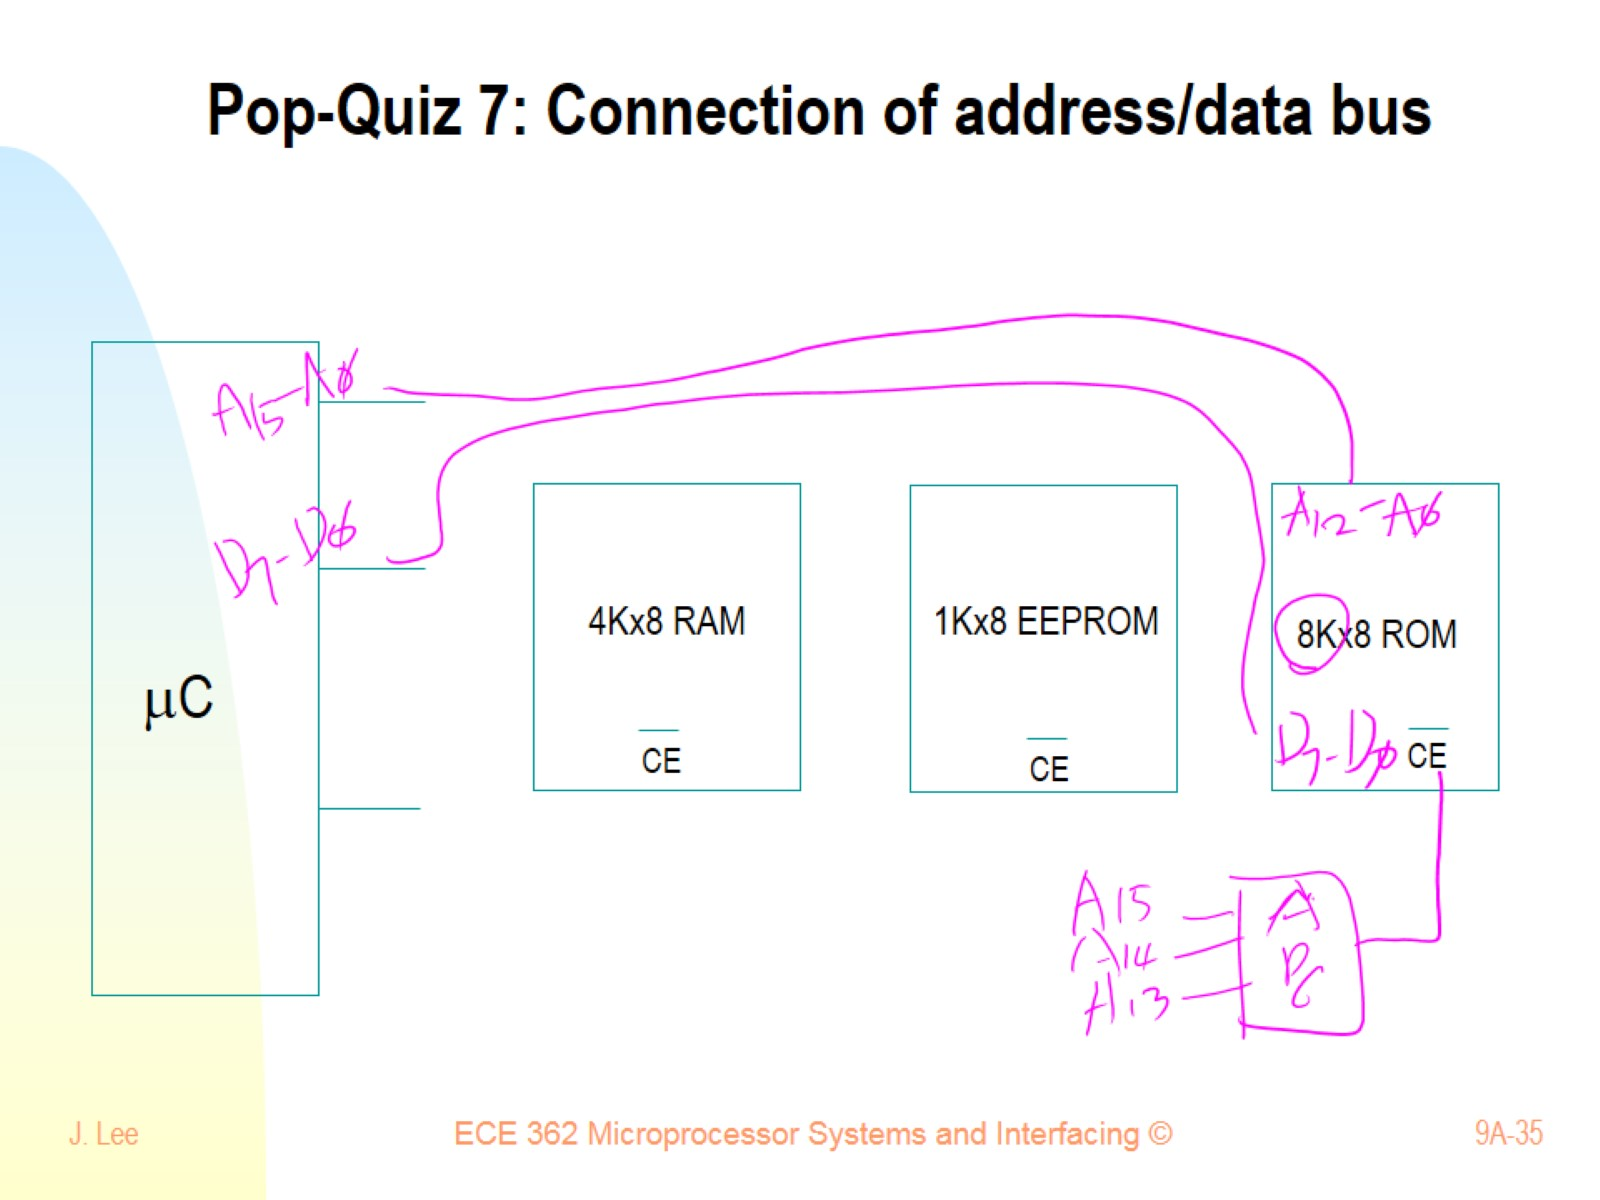 Pop-Quiz 7: Connection of address/data bus
A15-A0
D7-D0
μC
4Kx8 RAM
CE
1Kx8 EEPROM
CE
A12-A0
8Kx8 ROM
D7-D0 CE
A15
A14
A13
A
B
C
J. Lee
ECE 362 Microprocessor Systems and Interfacing ©
9A-35